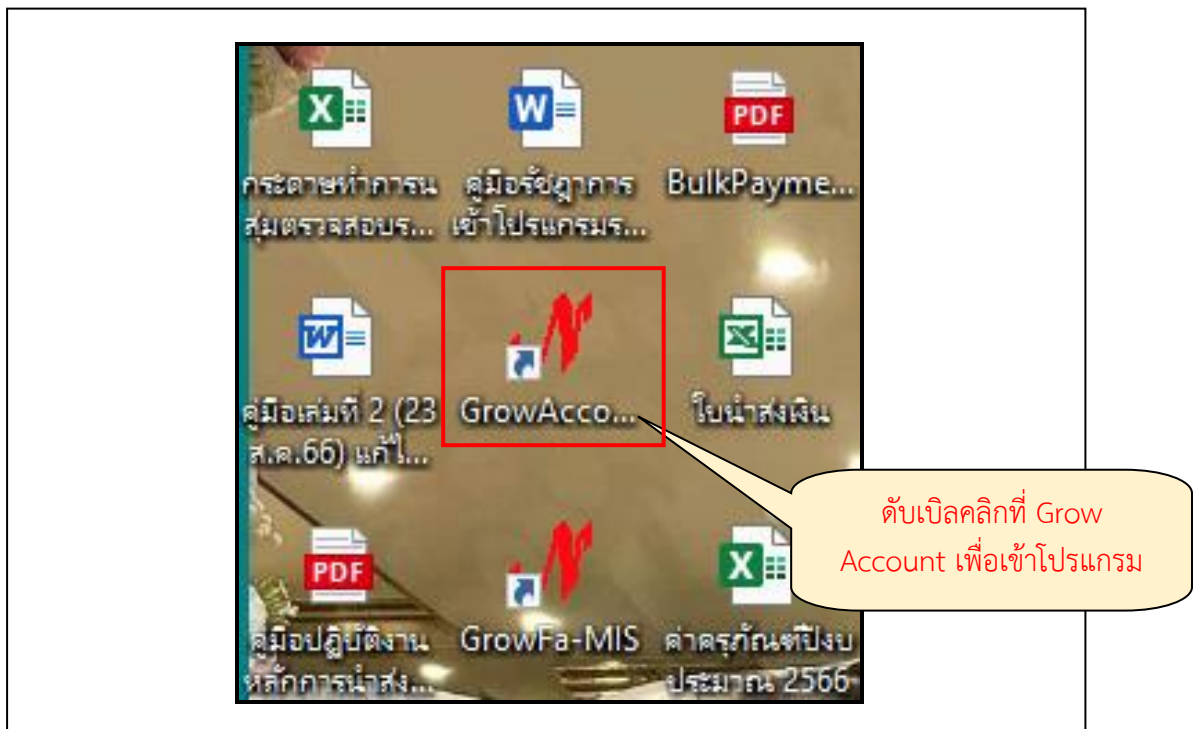 กระดาษทำการน
สุ่มตรวจสอบร...
คู่มือรัชฎาการ
เข้าโปรแกรมร...
PDF
BulkPayme...
คู่มือเล่มที่ 2 (23
ส.ค.66) แก้ไ...
GrowAcco...
ใบนำส่งเงิน
ดับเบิลคลิกที่ Grow
Account เพื่อเข้าโปรแกรม
PDF
คู่มือปฏิบัติงาน
หลักการนำส่ง...
GrowFa-MIS
ค่าครุภัณฑ์ปีงบ
ประมาณ 2566